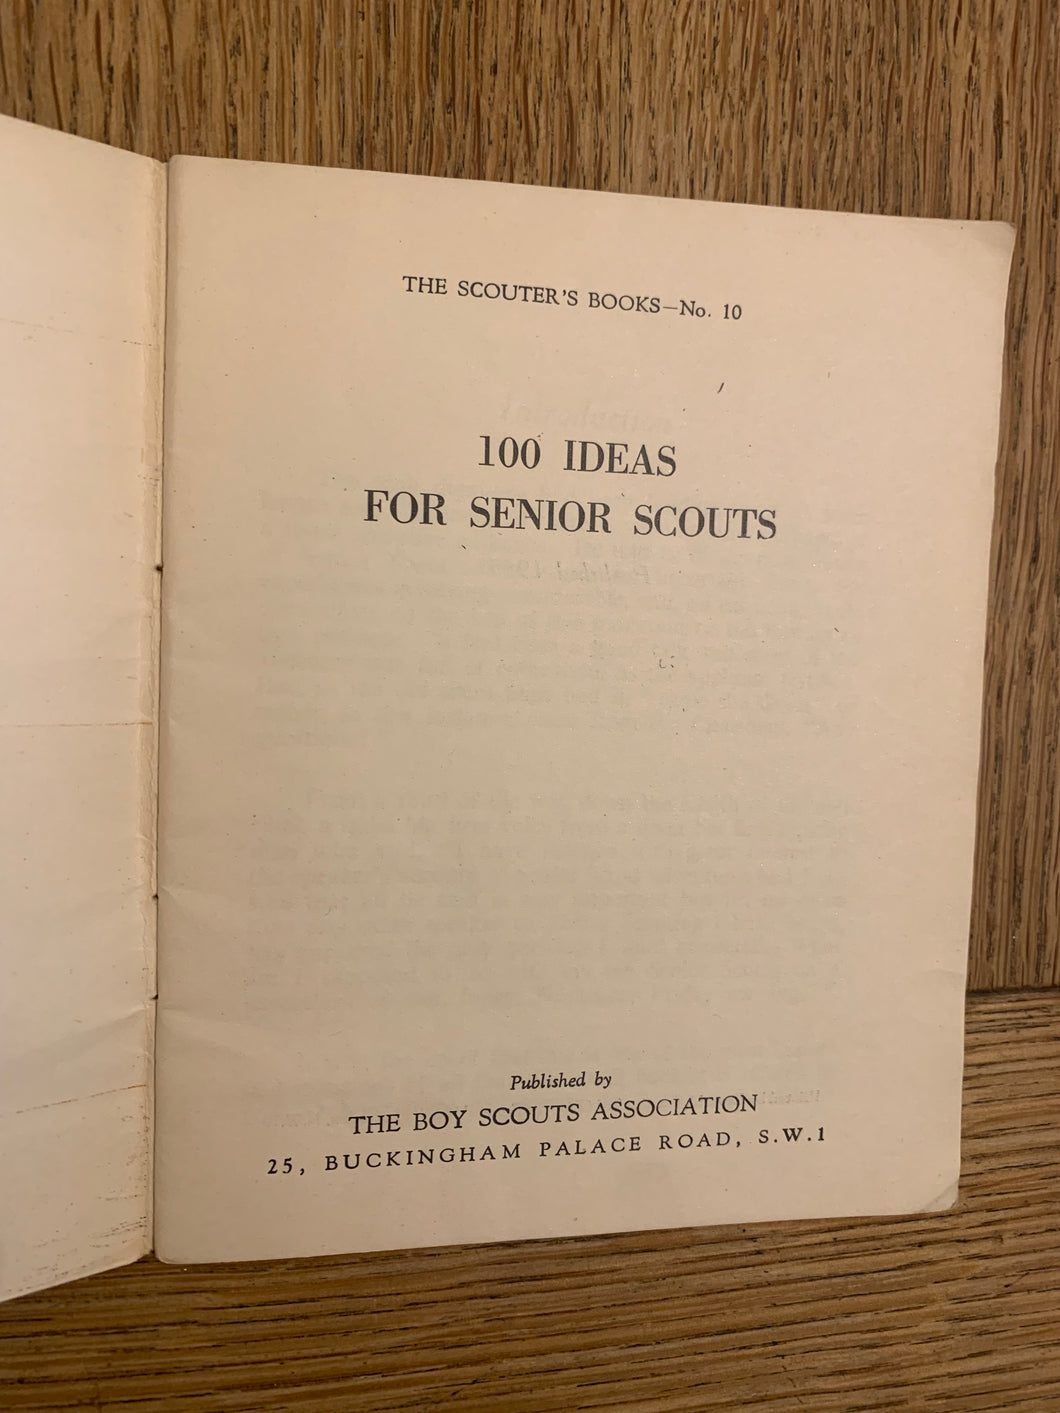 THE SCOUTER'S BOOKS—No. 10
100 IDEAS
FOR SENIOR SCOUTS
Published by
THE BOY SCOUTS ASSOCIATION
25, BUCKINGHAM PALACE ROAD, S.W.1